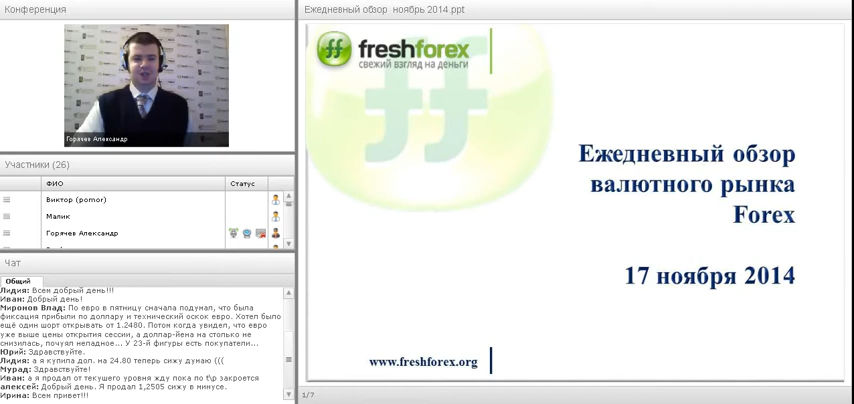 Конференция
Горячев Александр
Участники (26)
ФИО
Статус
Виктор (pomor)
Малик
Горячев Александр
Чат
Общий
Лидия: Всем добрый день!!!
Иван: Добрый день!
Миронов Влад: По евро в пятницу сначала подумал, что была
фиксация прибыли по доллару и технический оскок евро. Хотел было
ещё один шорт открывать от 1.2480. Потом когда увидел, что евро
уже выше цены открытия сессии, а доллар-йена на столько не
снизилась, почуял неладное... У 23-й фигуры есть покупатели...
Юрий: Здравствуйте.
Лидия: а я купила дол. на 24.80 теперь сижу думаю (((
Мурад: Здравствуйте!
Иван: а я продал от текущего уровня жду пока по t\p закроется
алексей: Добрый день. Я продал 1,2505 сижу в минусе.
Ирина: Всем привет!!!
Ежедневный обзор ноябрь 2014.ppt
freshforex
свежий взгляд на деньги
Ежедневный обзор
валютного рынка
Forex
17 ноября 2014
www.freshforex.org
1/7